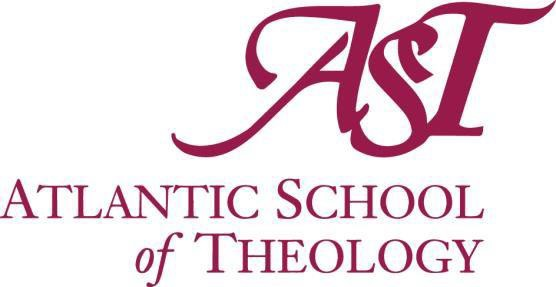 AST
ATLANTIC SCHOOL
of THEOLOGY